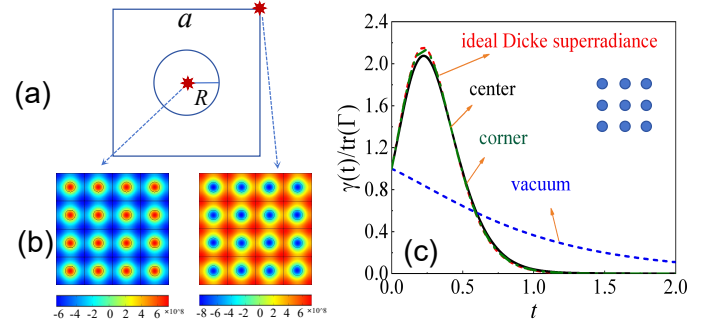 (a)
a
R
(b)
-6 -4 -2 0 2 4 6 ×10^8
-8 -6 -4 -2 0 2 4 6 ×10^8
γ(t)/tr(Γ)
2.4
2.0
1.6
1.2
0.8
0.4
0.0
ideal Dicke superradiance
center
corner
vacuum
(c)
0.0 0.5 1.0 1.5 2.0
t